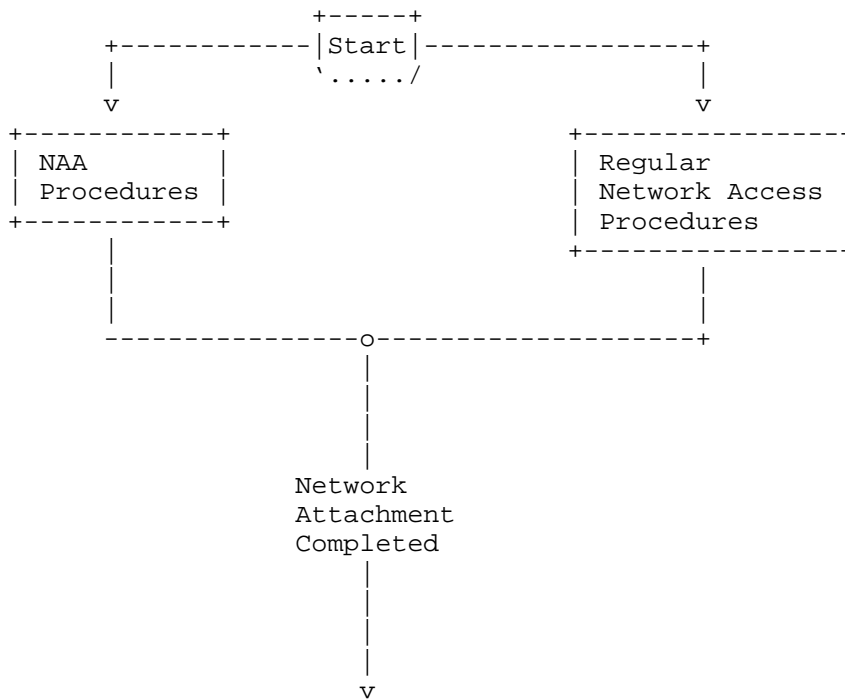 Start
NAA
Procedures
Regular
Network Access
Procedures
v
v
o
Network
Attachment
Completed
v